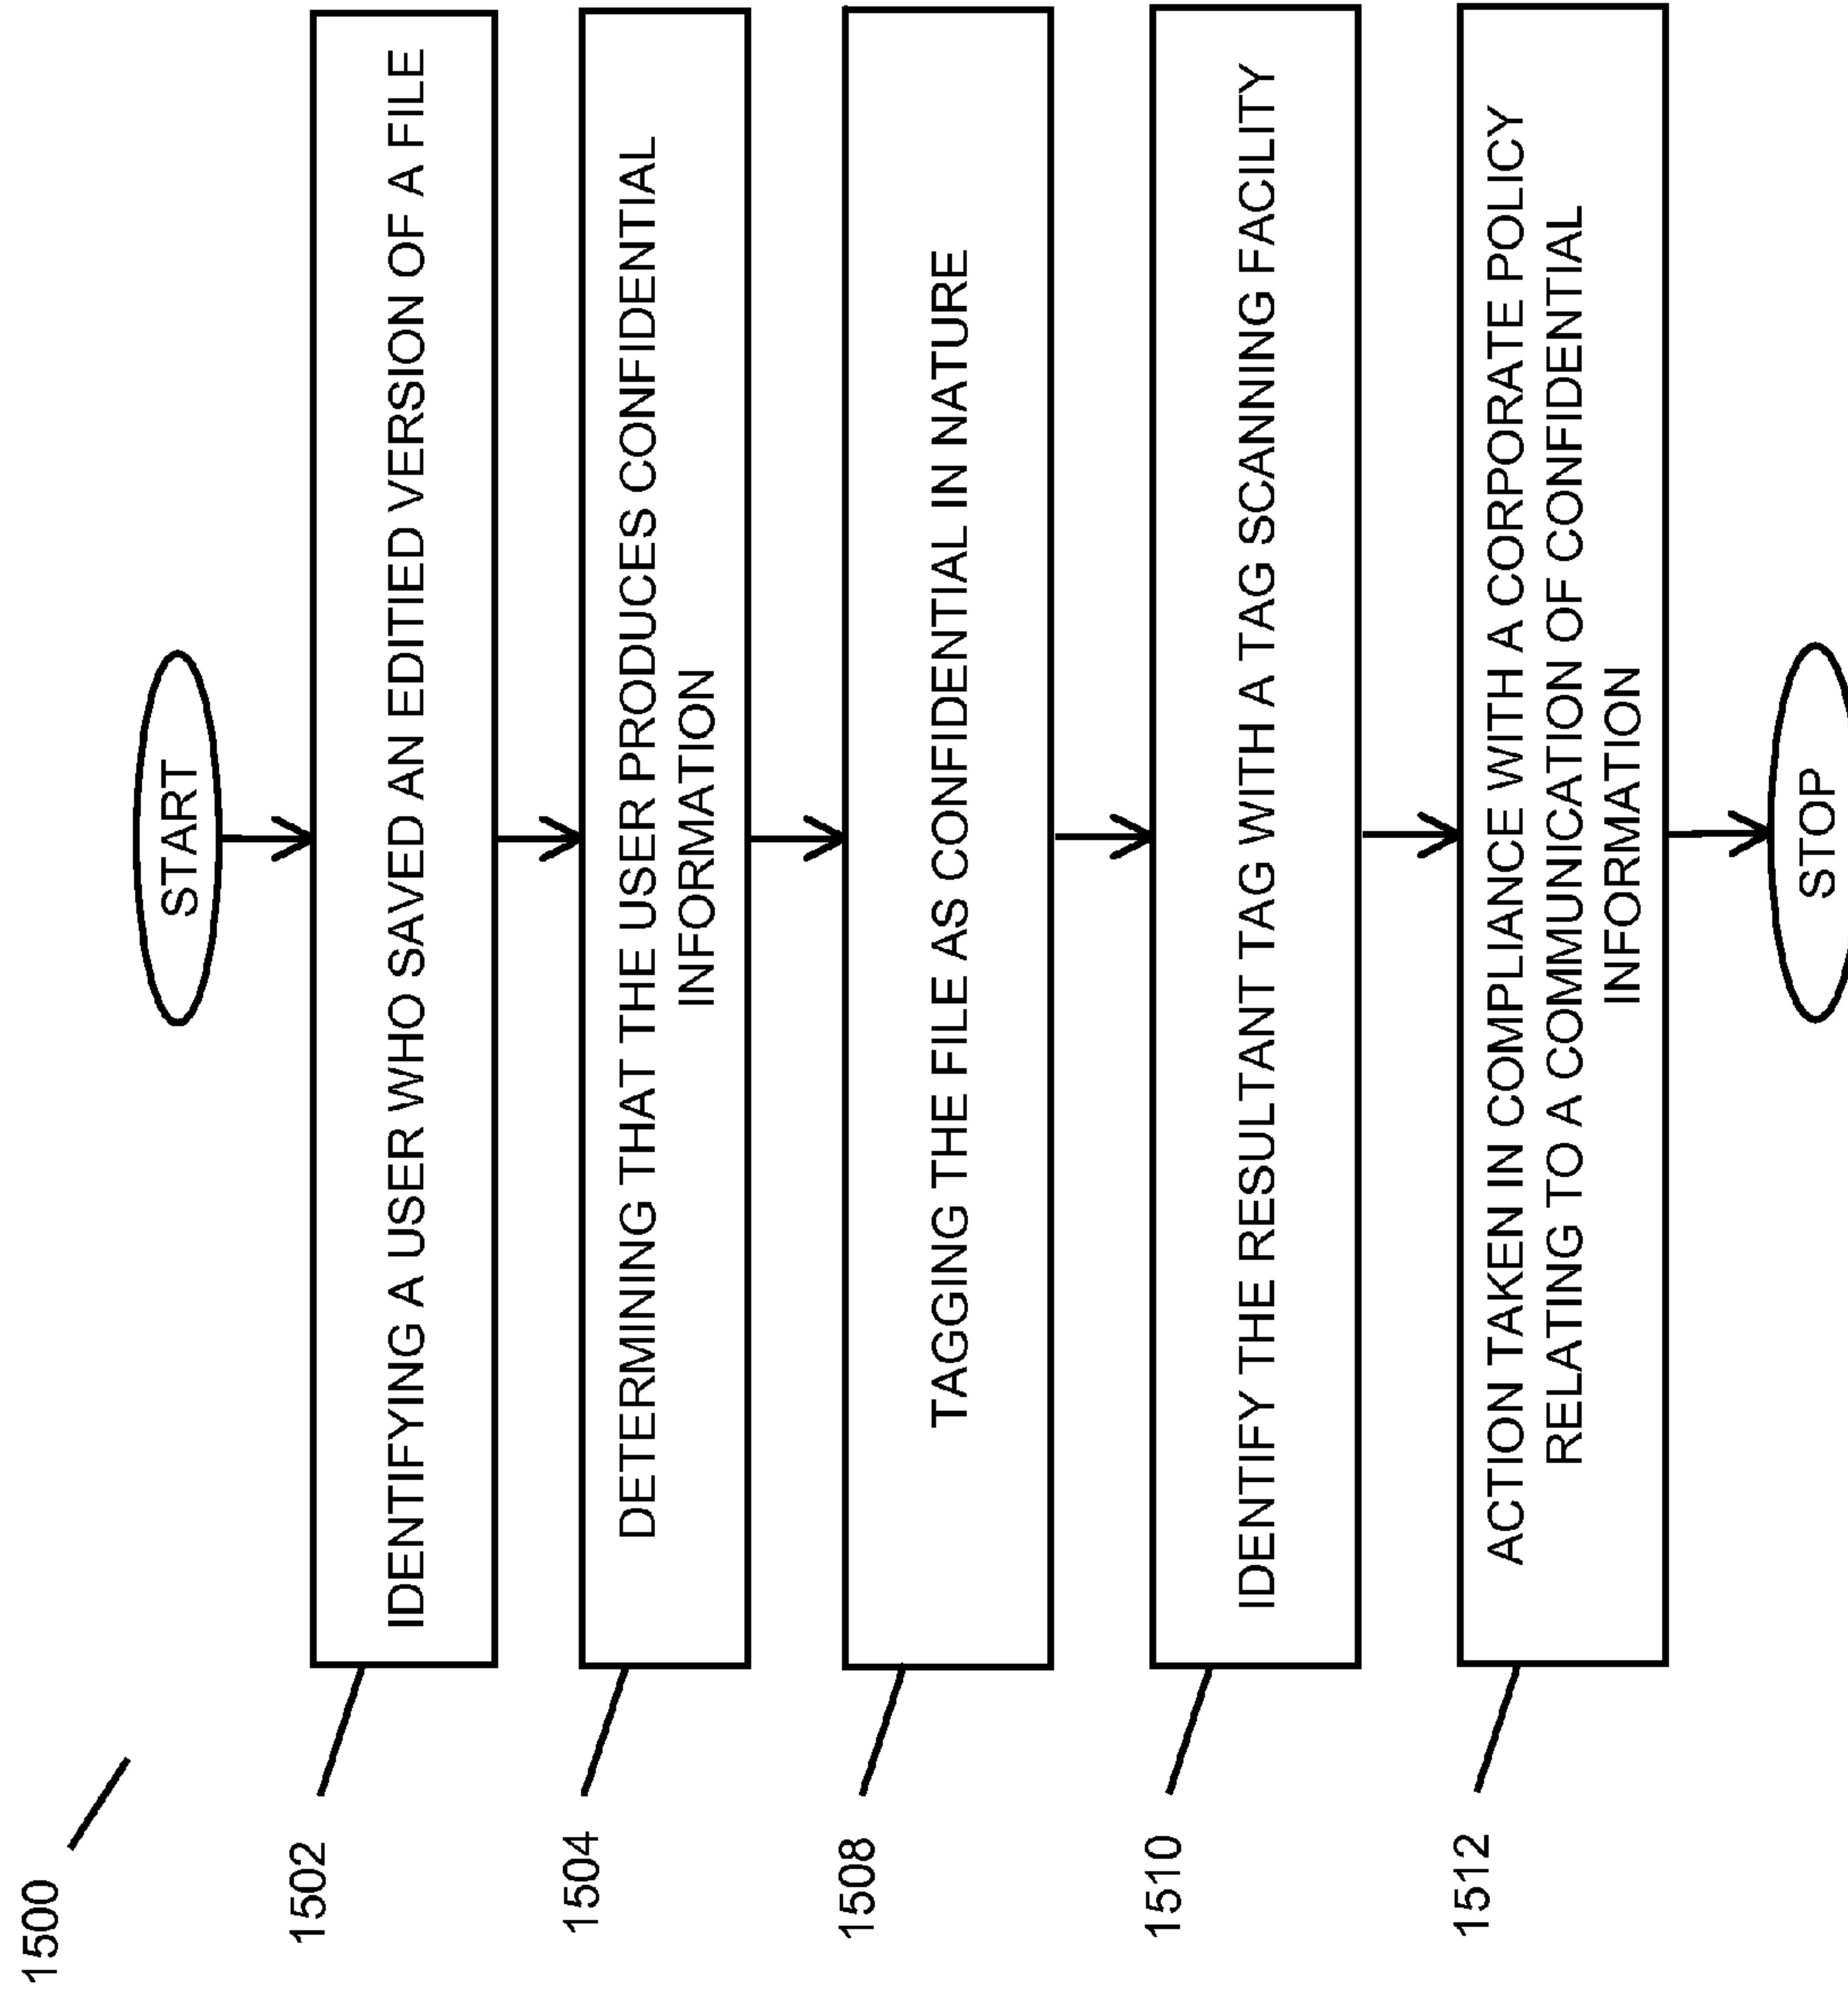 1500
START
1502
IDENTIFYING A USER WHO SAVED AN EDITIED VERSION OF A FILE
1504
DETERMINING THAT THE USER PRODUCES CONFIDENTIAL
INFORMATION
1508
TAGGING THE FILE AS CONFIDENTIAL IN NATURE
1510
IDENTIFY THE RESULTANT TAG WITH A TAG SCANNING FACILITY
1512
ACTION TAKEN IN COMPLIANCE WITH A CORPORATE POLICY
RELATING TO A COMMUNICATION OF CONFIDENTIAL
INFORMATION
STOP